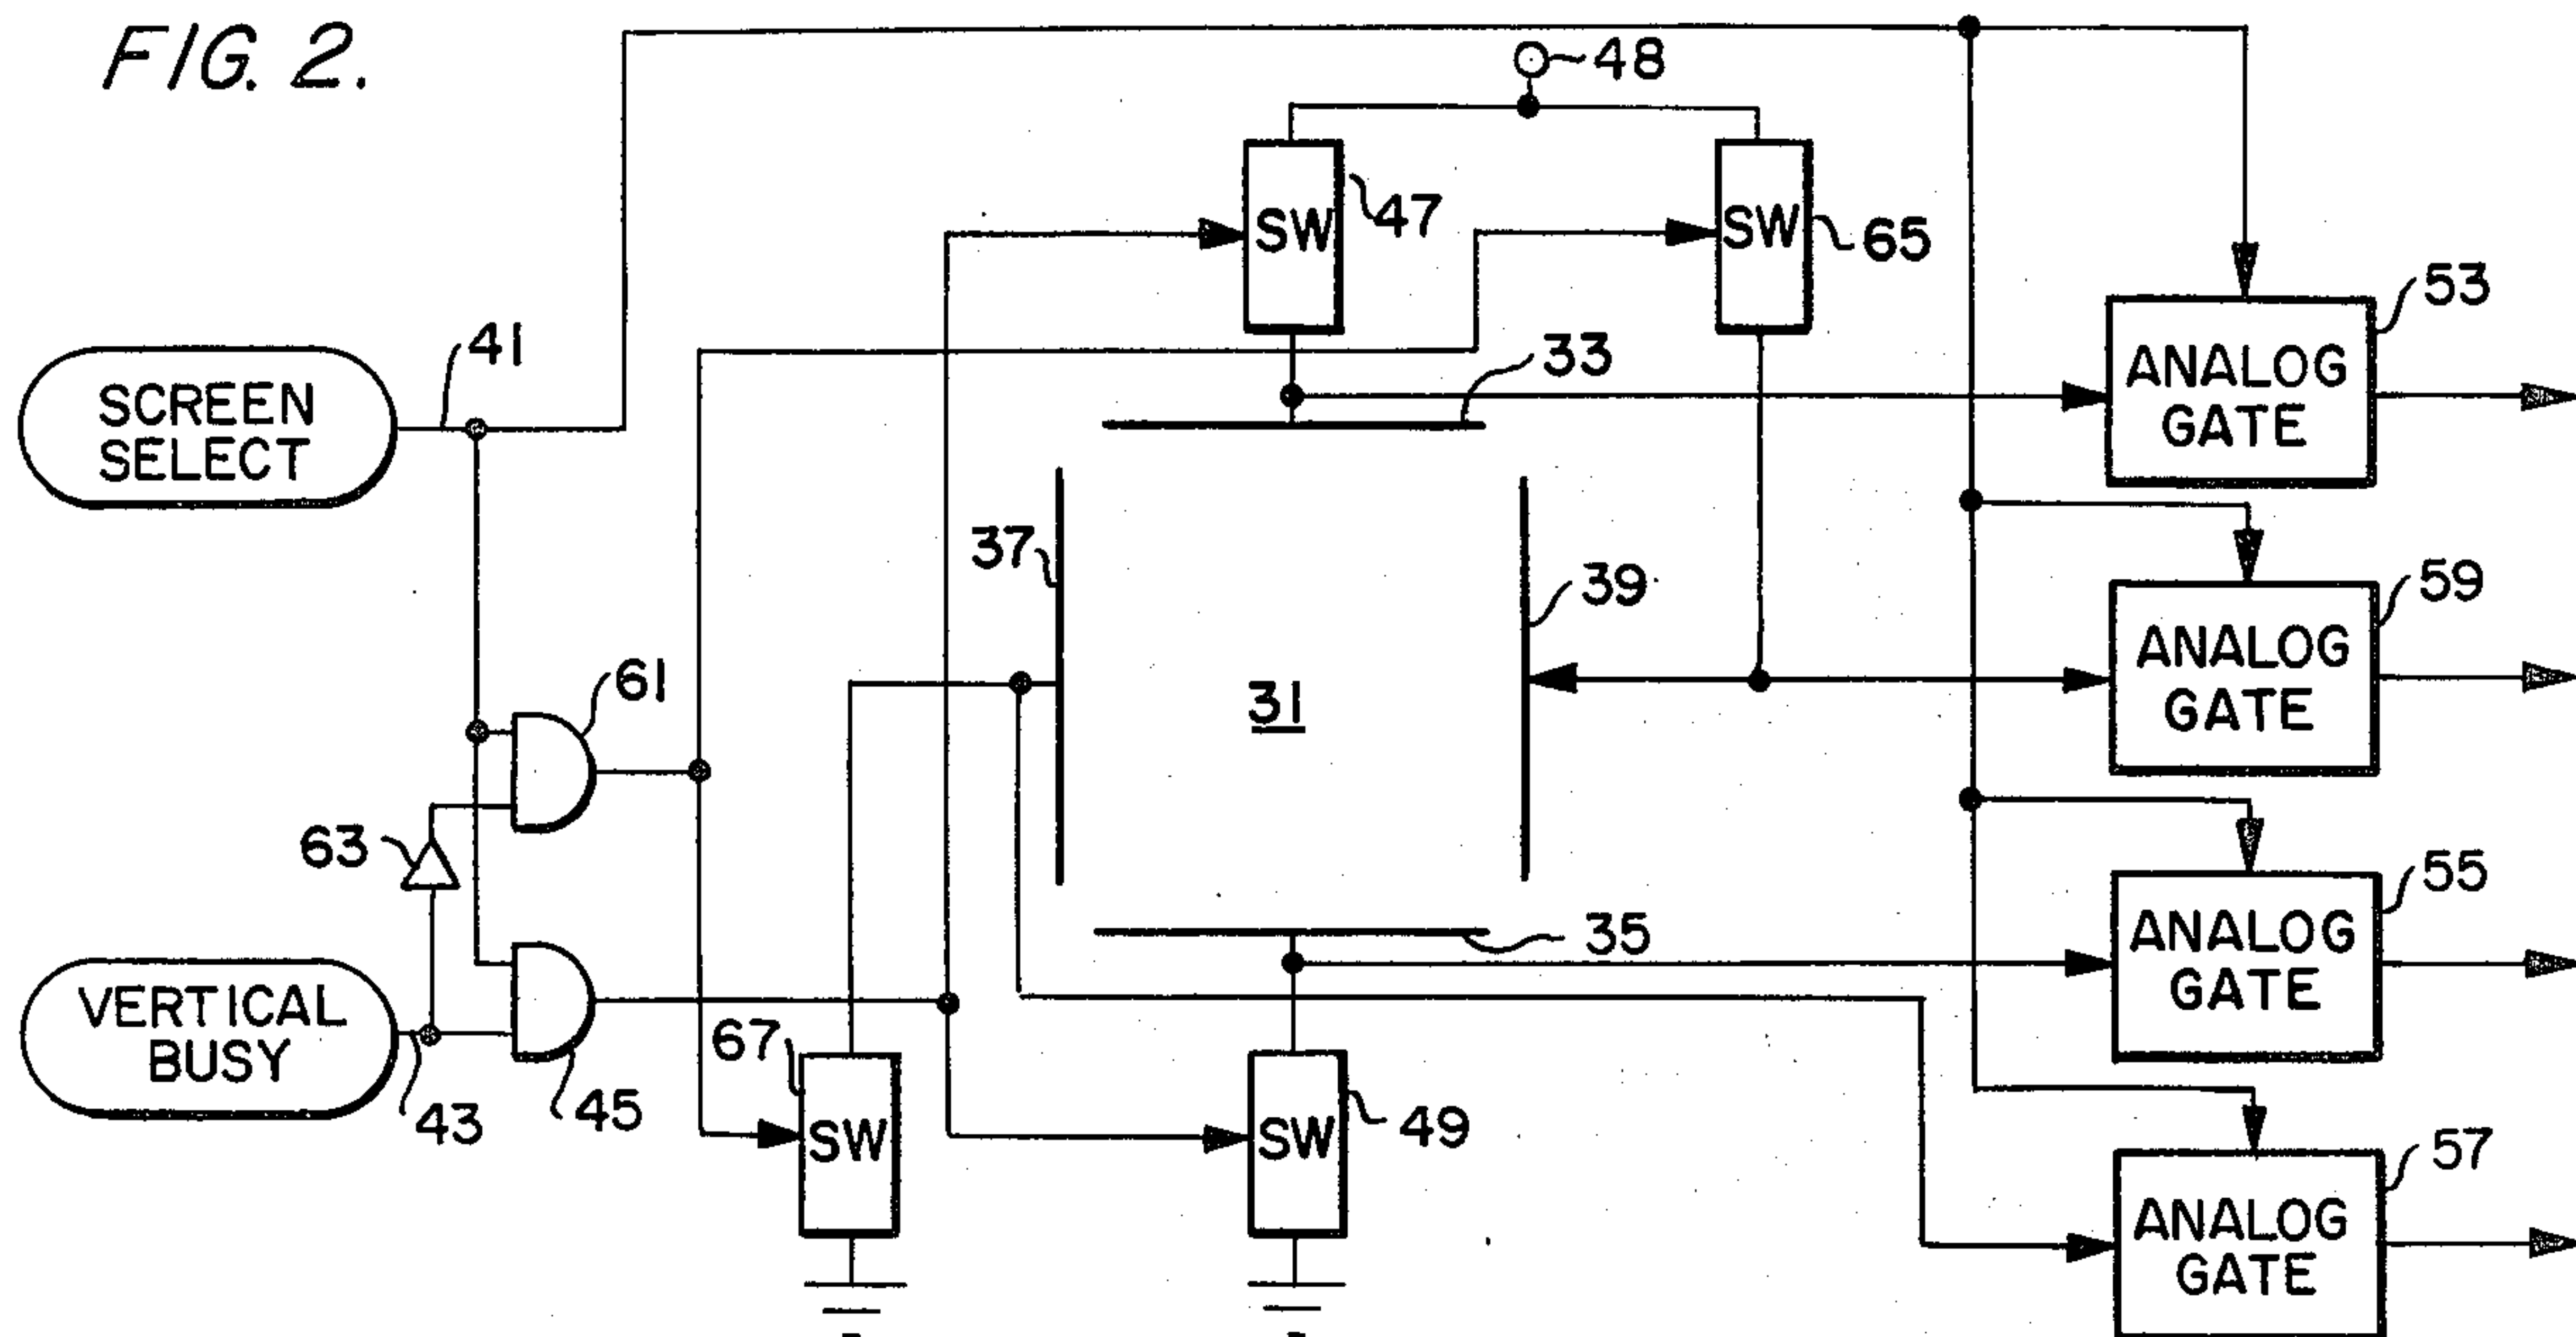 FIG. 2.
48
SW
47
SW
65
53
ANALOG
GATE
41
SCREEN
SELECT
33
37
39
59
ANALOG
GATE
31
61
63
55
ANALOG
GATE
35
VERTICAL
BUSY
43
45
67
SW
SW
49
57
ANALOG
GATE